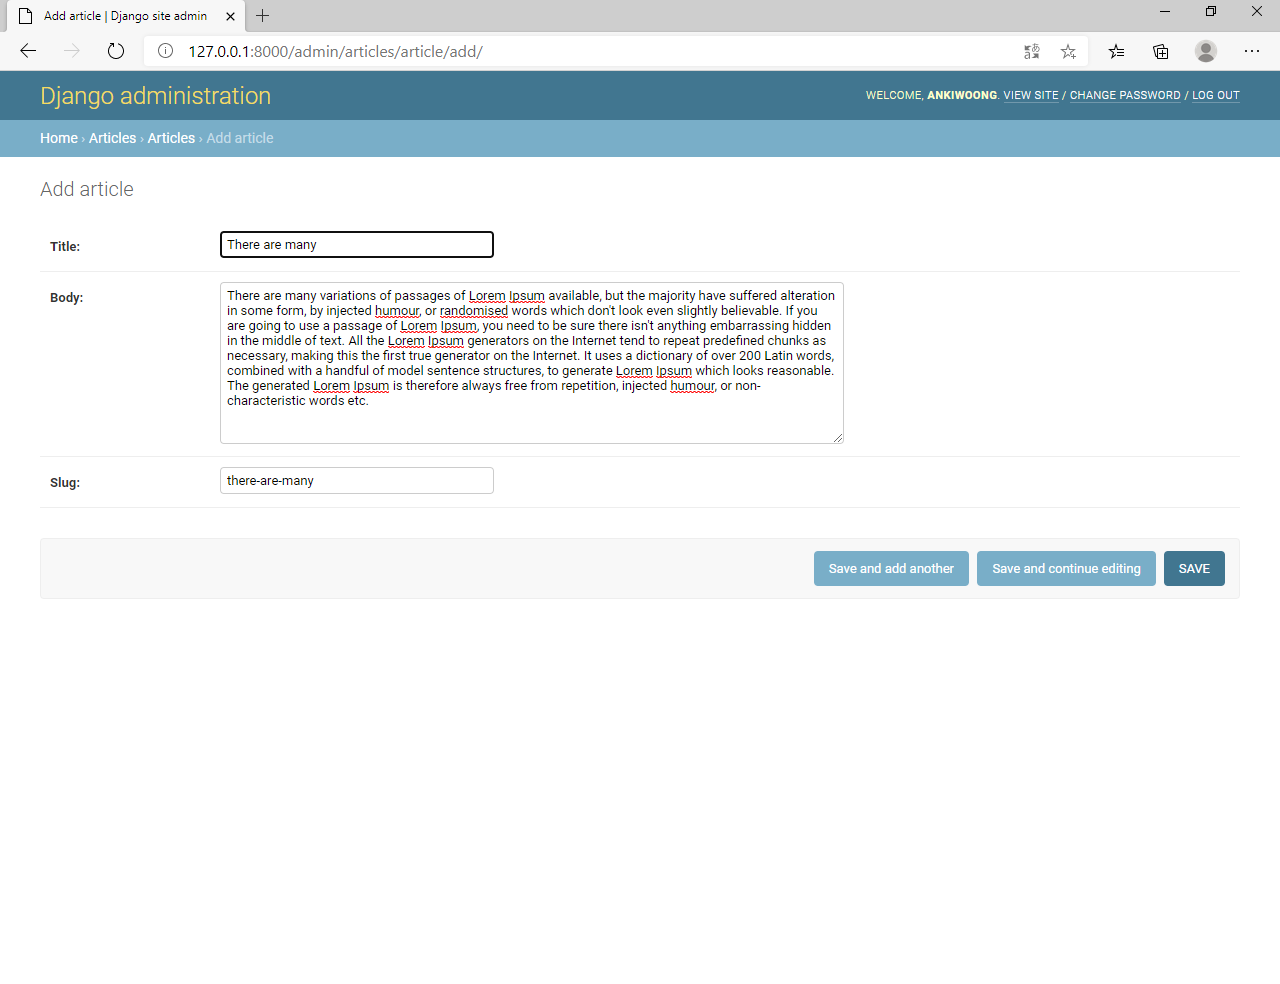 Add article | Django site admin
127.0.0.1:8000/admin/articles/article/add/
Django administration
WELCOME, ANKIWOONG. VIEW SITE / CHANGE PASSWORD / LOG OUT
Home › Articles › Articles › Add article
Add article
Title: There are many
Body:
There are many variations of passages of Lorem Ipsum available, but the majority have suffered alteration
in some form, by injected humour, or randomised words which don't look even slightly believable. If you
are going to use a passage of Lorem Ipsum, you need to be sure there isn't anything embarrassing hidden
in the middle of text. All the Lorem Ipsum generators on the Internet tend to repeat predefined chunks as
necessary, making this the first true generator on the Internet. It uses a dictionary of over 200 Latin words,
combined with a handful of model sentence structures, to generate Lorem Ipsum which looks reasonable.
The generated Lorem Ipsum is therefore always free from repetition, injected humour, or non-
characteristic words etc.
Slug: there-are-many
Save and add another Save and continue editing SAVE